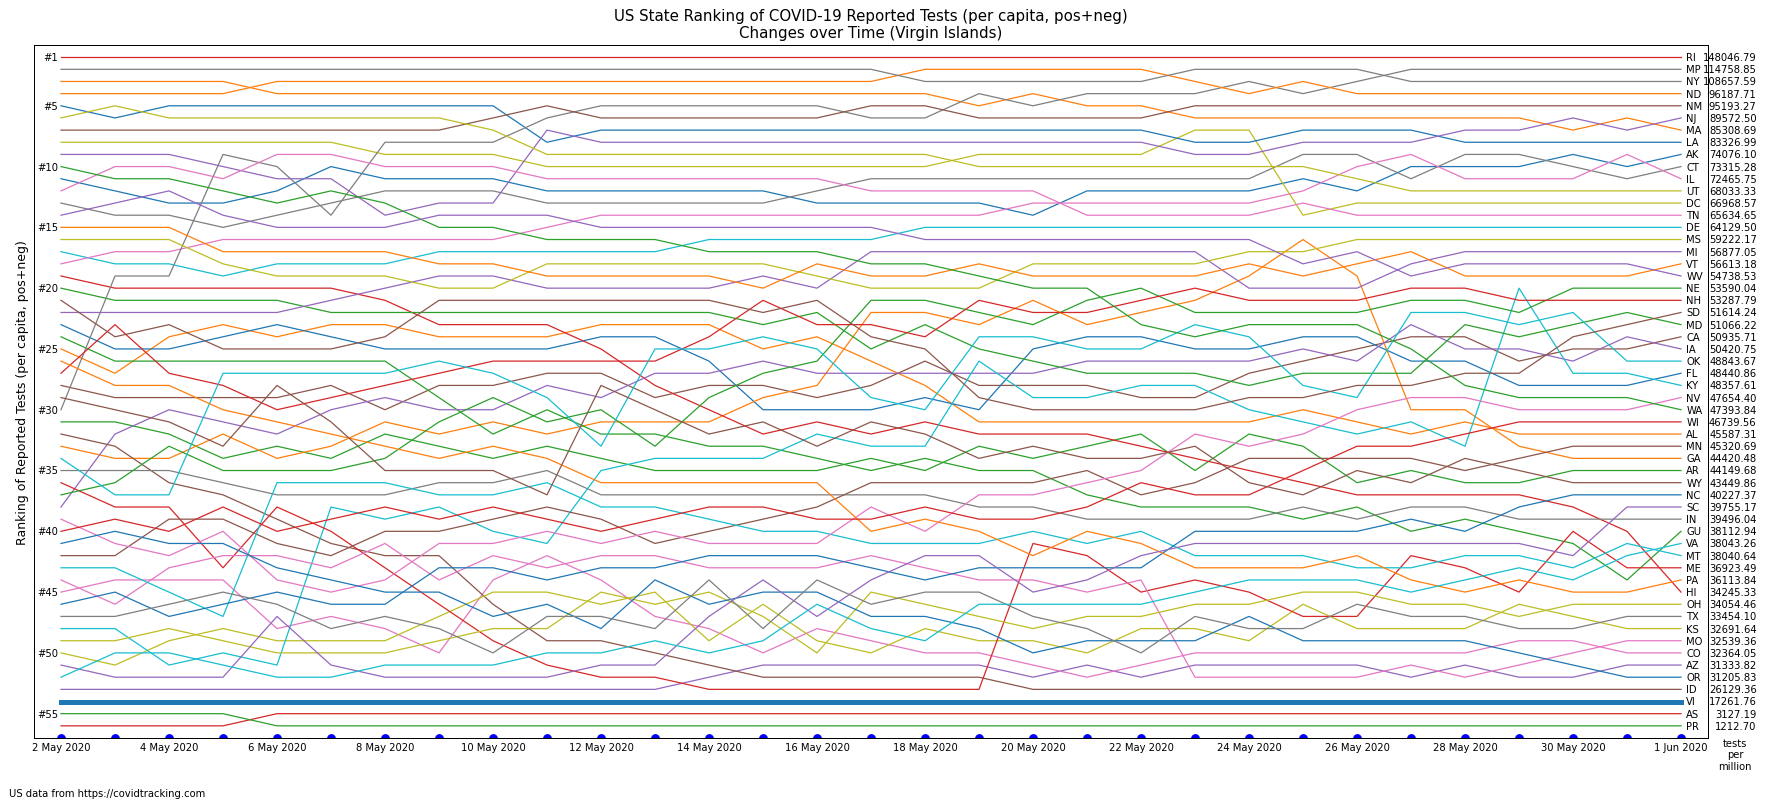 US State Ranking of COVID-19 Reported Tests (per capita, pos+neg)
Changes over Time (Virgin Islands)
Ranking of Reported Tests (per capita, pos+neg)
#1
#5
#10
#15
#20
#25
#30
#35
#40
#45
#50
#55
RI 148046.79
MP 114758.85
NY 108657.59
ND 96187.71
NM 95193.27
NJ 89572.50
MA 85308.69
LA 83326.99
AK 74076.10
CT 73315.28
IL 72465.75
UT 68033.33
DC 66968.57
TN 65634.65
DE 64129.50
MS 59222.17
MI 56877.05
VT 56613.18
WV 54738.53
NE 53590.04
NH 53287.79
SD 51614.24
MD 51066.22
CA 50935.71
IA 50420.75
OK 48843.67
FL 48440.86
KY 48357.61
NV 47654.40
WA 47393.84
WI 46739.56
AL 45587.31
MN 45320.69
GA 44420.48
AR 44149.68
WY 43449.86
NC 40227.37
SC 39755.17
IN 39496.04
GU 38112.94
VA 38043.26
MT 38040.64
ME 36923.49
PA 36113.84
HI 34245.33
OH 34054.46
TX 33454.10
KS 32691.64
MO 32539.36
CO 32364.05
AZ 31333.82
OR 31205.83
ID 26129.36
VI 17261.76
AS 3127.19
PR 1212.70
2 May 2020 4 May 2020 6 May 2020 8 May 2020 10 May 2020 12 May 2020 14 May 2020 16 May 2020 18 May 2020 20 May 2020 22 May 2020 24 May 2020 26 May 2020 28 May 2020 30 May 2020 1 Jun 2020
tests
per
million
US data from https://covidtracking.com